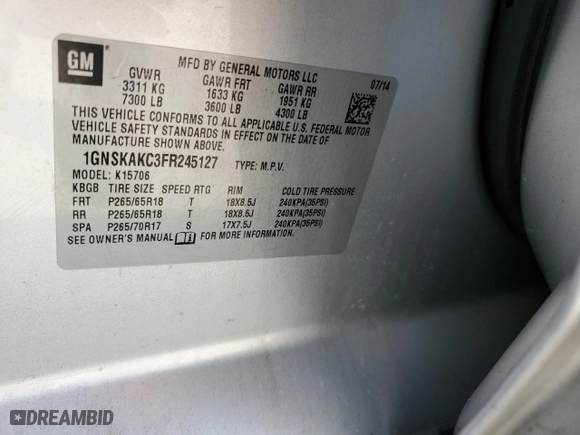 GM
MFD BY GENERAL MOTORS LLC
07/14
GVWR GAWR FRT GAWR RR
3311 KG 1633 KG 1951 KG
7300 LB 3600 LB 4300 LB
THIS VEHICLE CONFORMS TO ALL APPLICABLE U.S. FEDERAL MOTOR
VEHICLE SAFETY STANDARDS IN EFFECT ON THE DATE OF
MANUFACTURE SHOWN ABOVE.
1GNSKAKC3FR245127 TYPE: M.P.V.
MODEL: K15706
KBGB TIRE SIZE SPEED RTG RIM COLD TIRE PRESSURE
FRT P265/65R18 T 18X8.5J 240KPA(35PSI)
RR P265/65R18 T 18X8.5J 240KPA(35PSI)
SPA P265/70R17 S 17X7.5J 240KPA(35PSI)
SEE OWNER'S MANUAL FOR MORE INFORMATION.
DREAMBID